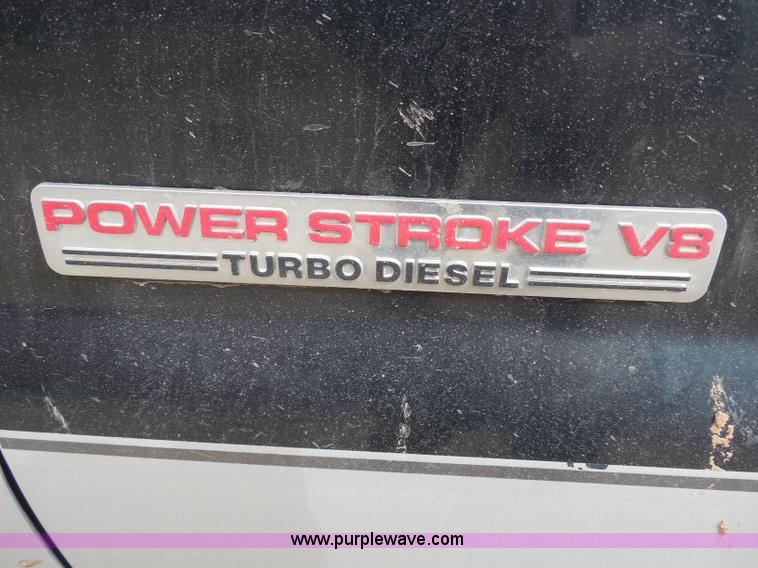 POWER STROKE V8
TURBO DIESEL
www.purplewave.com